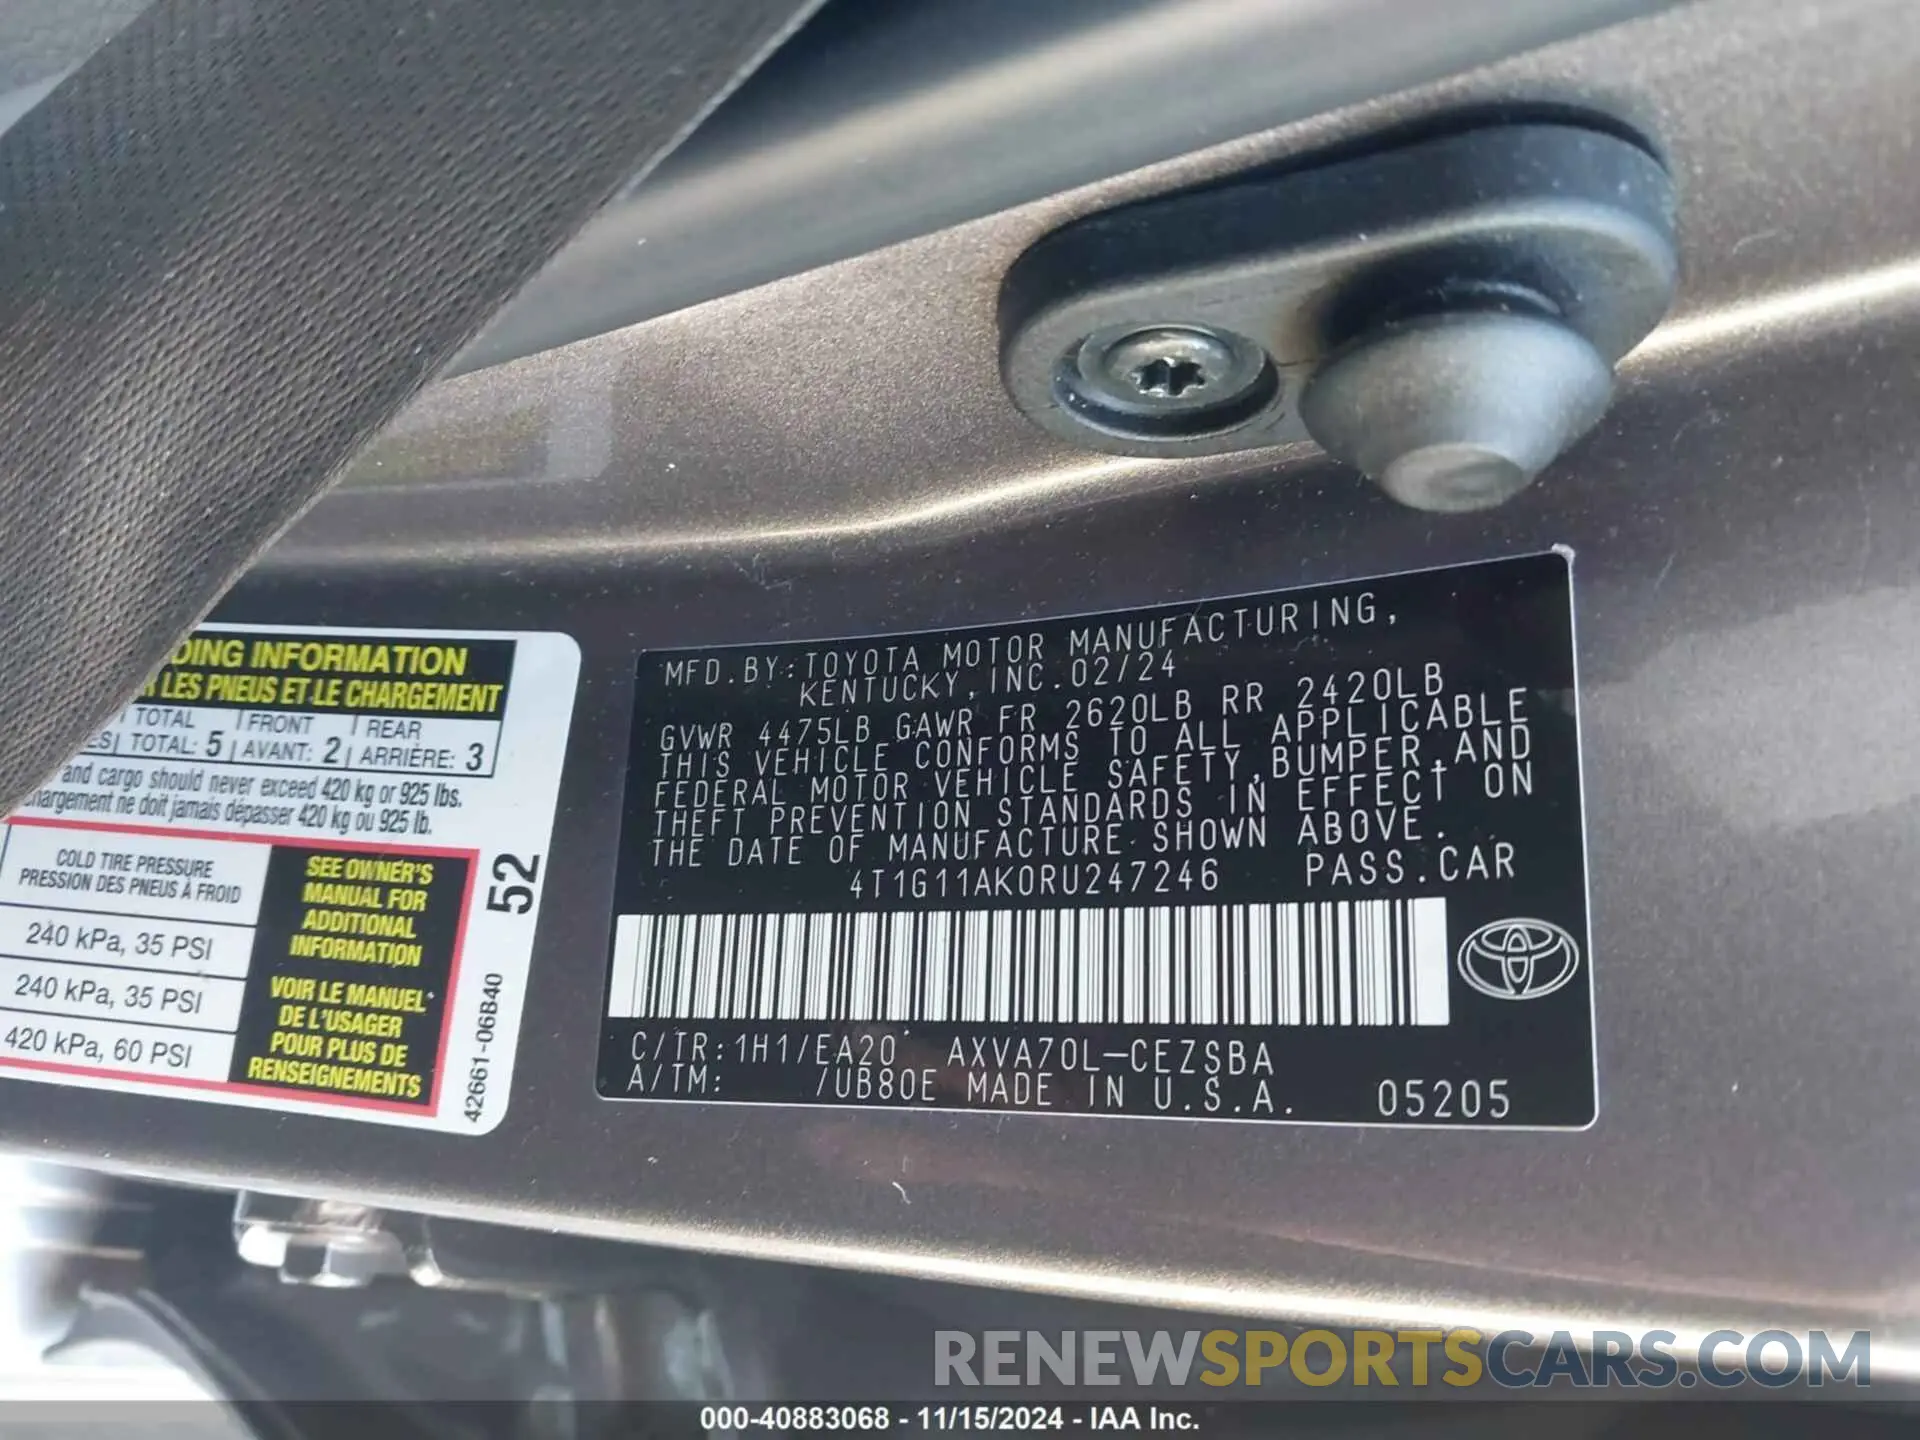 DING INFORMATION
R LES PNEUS ET LE CHARGEMENT
TOTAL FRONT REAR
TOTAL: 5 AVANT: 2 ARRIÈRE: 3
and cargo should never exceed 420 kg or 925 lbs.
chargement ne doit jamais dépasser 420 kg ou 925 lb.
COLD TIRE PRESSURE
PRESSION DES PNEUS À FROID
240 kPa, 35 PSI
240 kPa, 35 PSI
420 kPa, 60 PSI
SEE OWNER'S
MANUAL FOR
ADDITIONAL
INFORMATION
VOIR LE MANUEL
DE L'USAGER
POUR PLUS DE
RENSEIGNEMENTS
52
42661-06B40
MFD.BY:TOYOTA MOTOR MANUFACTURING,
KENTUCKY,INC.02/24
GVWR 4475LB GAWR FR 2620LB RR 2420LB
THIS VEHICLE CONFORMS TO ALL APPLICABLE
FEDERAL MOTOR VEHICLE SAFETY,BUMPER,AND
THEFT PREVENTION STANDARDS IN EFFECT ON
THE DATE OF MANUFACTURE SHOWN ABOVE.
4T1G11AK0RU247246 PASS.CAR
C/TR:1H1/EA20 AXVA70L-CEZSBA
A/TM: /UB80E MADE IN U.S.A. 05205
RENEWSPORTSCARS.COM
000-40883068 - 11/15/2024 - IAA Inc.